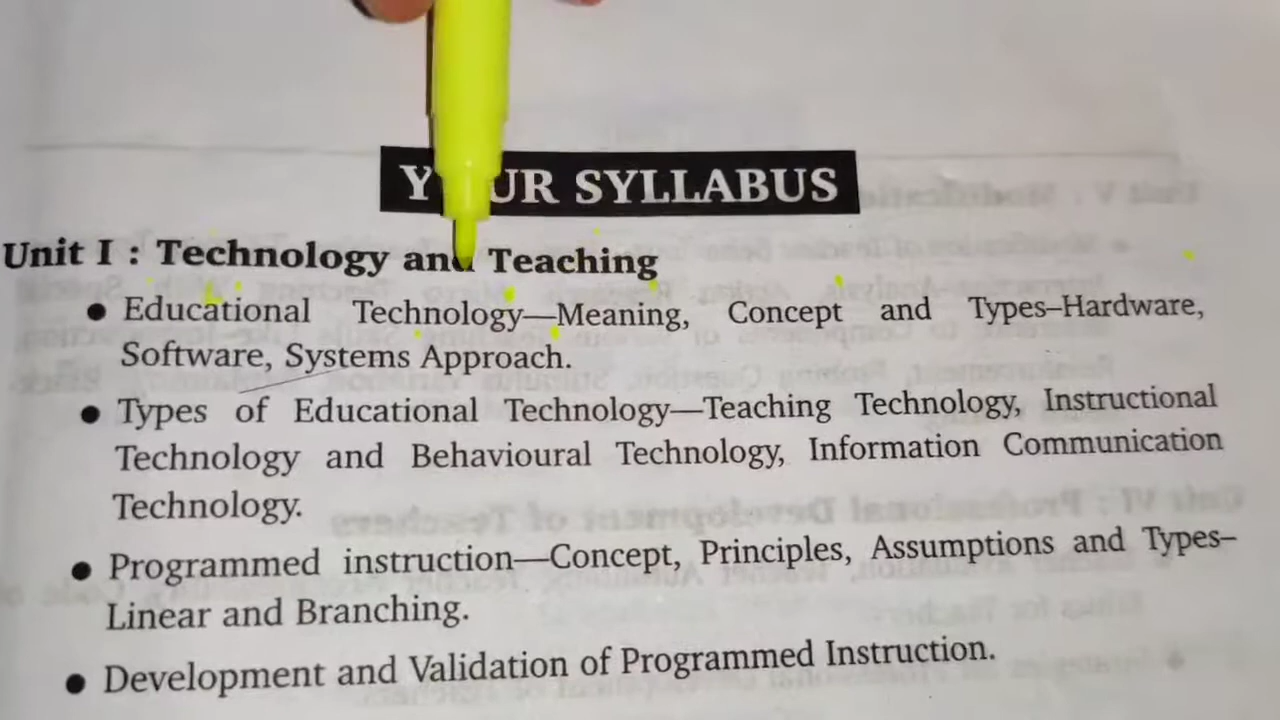 YOUR SYLLABUS
Unit I : Technology and Teaching
● Educational Technology—Meaning, Concept and Types–Hardware,
Software, Systems Approach.
● Types of Educational Technology—Teaching Technology, Instructional
Technology and Behavioural Technology, Information Communication
Technology.
● Programmed instruction—Concept, Principles, Assumptions and Types–
Linear and Branching.
● Development and Validation of Programmed Instruction.